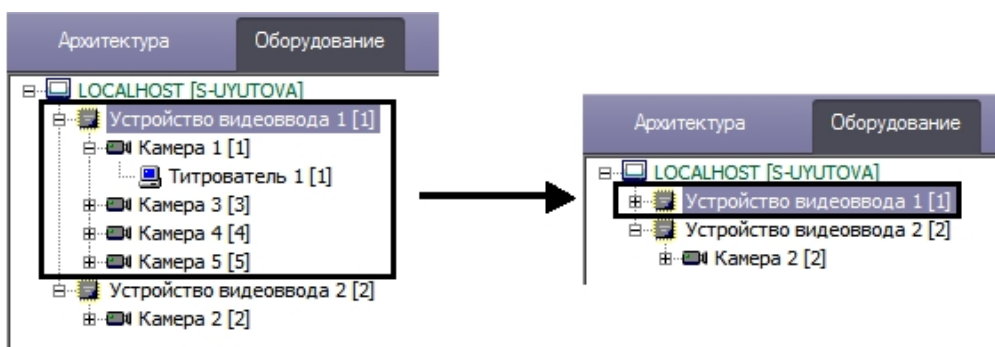 Архитектура Оборудование
LOCALHOST [S-UYUTOVA]
Устройство видеоввода 1 [1]
Камера 1 [1]
Титрователь 1 [1]
Камера 3 [3]
Камера 4 [4]
Камера 5 [5]
Устройство видеоввода 2 [2]
Камера 2 [2]
Архитектура Оборудование
LOCALHOST [S-UYUTOVA]
Устройство видеоввода 1 [1]
Устройство видеоввода 2 [2]
Камера 2 [2]